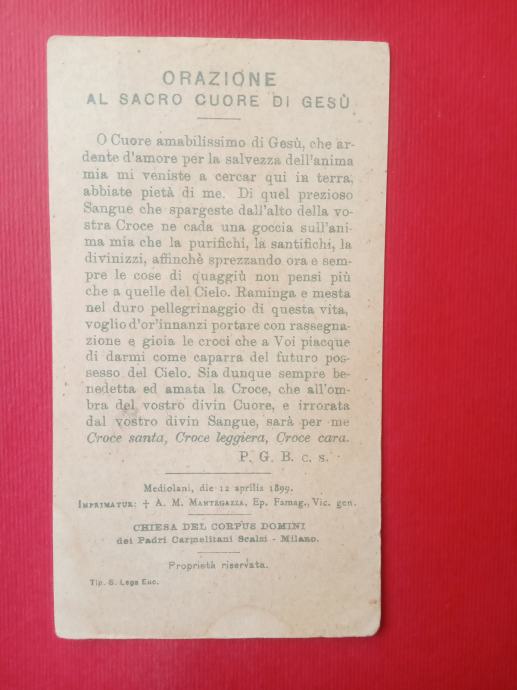 ORAZIONE
AL SACRO CUORE DI GESÙ
O Cuore amabilissimo di Gesù, che ar-
dente d'amore per la salvezza dell'anima
mia mi veniste a cercar qui in terra,
abbiate pietà di me. Di quel prezioso
Sangue che spargeste dall'alto della vo-
stra Croce ne cada una goccia sull'ani-
ma mia che la purifichi, la santifichi, la
divinizzi, affinchè sprezzando ora e sem-
pre le cose di quaggiù non pensi più
che a quelle del Cielo. Raminga e mesta
nel duro pellegrinaggio di questa vita,
voglio d'or'innanzi portare con rassegna-
zione e gioia le croci che a Voi piacque
di darmi come caparra del futuro pos-
sesso del Cielo. Sia dunque sempre be-
nedetta ed amata la Croce, che all'om-
bra del vostro divin Cuore, e irrorata
dal vostro divin Sangue, sarà per me
Croce santa, Croce leggiera, Croce cara.
P. G. B. c. s.
Mediolani, die 12 aprilis 1899.
IMPRIMATUR: † A. M. MANTEGAZZA, Ep. Famag., Vic. gen.
CHIESA DEL CORPUS DOMINI
dei Padri Carmelitani Scalzi - Milano.
Proprietà riservata.
Tip. S. Lega Euc.